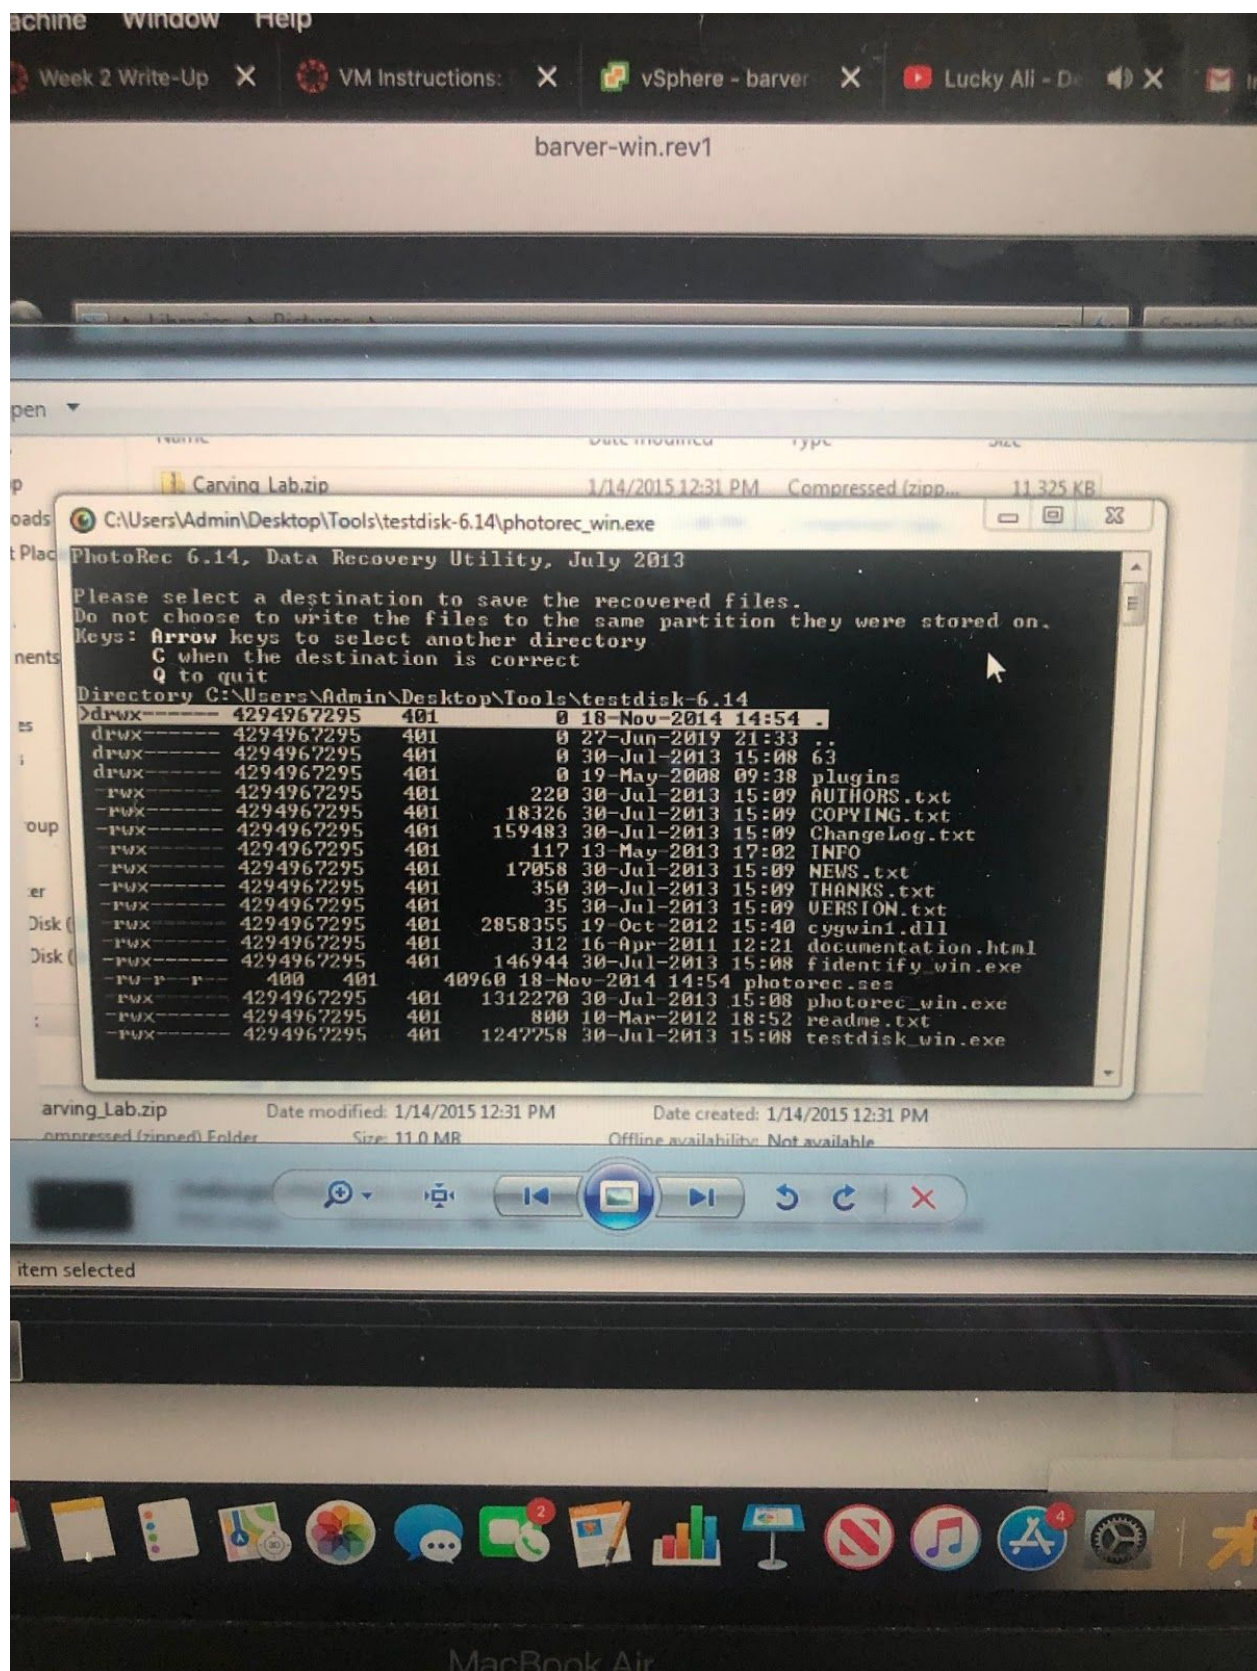 Window Help
Week 2 Write-Up VM Instructions: vSphere - barver Lucky Ali - D
barver-win.rev1
Libraries Pictures
Name Date modified Type Size
Carving_Lab.zip 1/14/2015 12:31 PM Compressed (zipp... 11,325 KB
C:\Users\Admin\Desktop\Tools\testdisk-6.14\photorec_win.exe
PhotoRec 6.14, Data Recovery Utility, July 2013
Please select a destination to save the recovered files.
Do not choose to write the files to the same partition they were stored on.
Keys: Arrow keys to select another directory
C when the destination is correct
Q to quit
Directory C:\Users\Admin\Desktop\Tools\testdisk-6.14
>drwx------ 4294967295 401 0 18-Nov-2014 14:54 .
drwx------ 4294967295 401 0 27-Jun-2019 21:33 ..
drwx------ 4294967295 401 0 30-Jul-2013 15:08 63
drwx------ 4294967295 401 0 19-May-2008 09:38 plugins
-rwx------ 4294967295 401 220 30-Jul-2013 15:09 AUTHORS.txt
-rwx------ 4294967295 401 18326 30-Jul-2013 15:09 COPYING.txt
-rwx------ 4294967295 401 159483 30-Jul-2013 15:09 ChangeLog.txt
-rwx------ 4294967295 401 117 13-May-2013 17:02 INFO
-rwx------ 4294967295 401 17058 30-Jul-2013 15:09 NEWS.txt
-rwx------ 4294967295 401 350 30-Jul-2013 15:09 THANKS.txt
-rwx------ 4294967295 401 35 30-Jul-2013 15:09 VERSION.txt
-rwx------ 4294967295 401 2858355 19-Oct-2012 15:40 cygwin1.dll
-rwx------ 4294967295 401 312 16-Apr-2011 12:21 documentation.html
-rwx------ 4294967295 401 146944 30-Jul-2013 15:08 fidentify_win.exe
-rw-r--r-- 400 401 40960 18-Nov-2014 14:54 photorec.ses
-rwx------ 4294967295 401 1312270 30-Jul-2013 15:08 photorec_win.exe
-rwx------ 4294967295 401 800 10-Mar-2012 18:52 readme.txt
-rwx------ 4294967295 401 1247758 30-Jul-2013 15:08 testdisk_win.exe
arving_Lab.zip Date modified: 1/14/2015 12:31 PM Date created: 1/14/2015 12:31 PM
ompressed (zipped) Folder Size: 11.0 MB Offline availability: Not available
item selected
2
4
MacBook Air